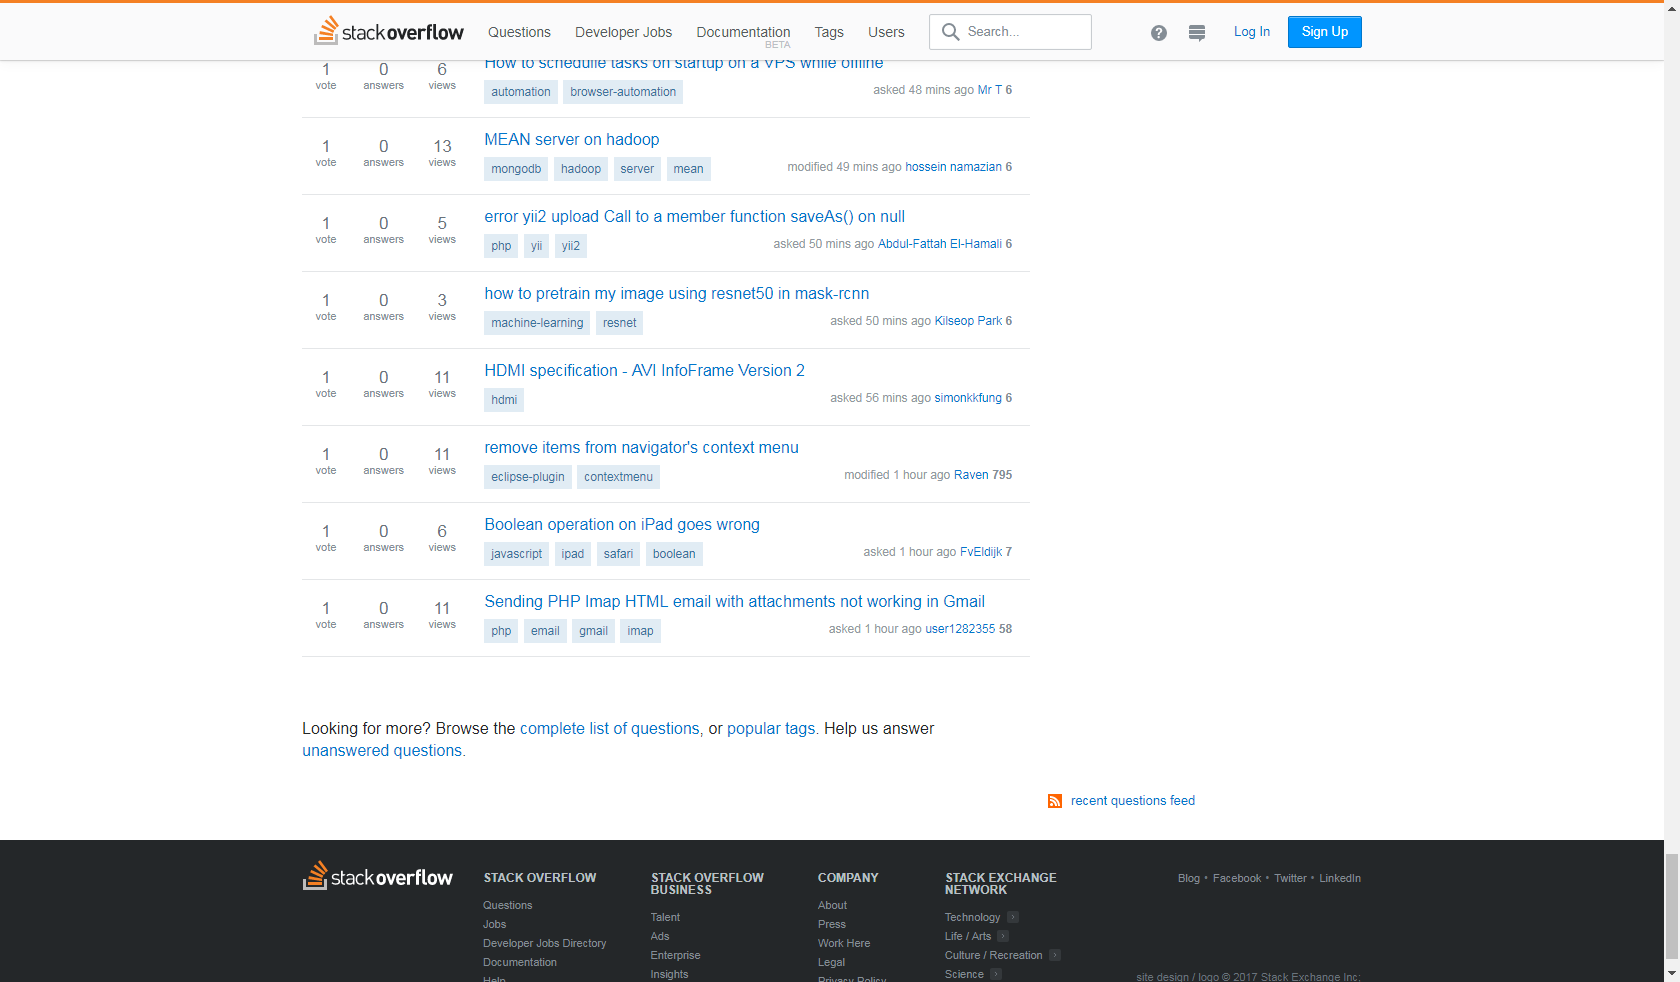 stackoverflow Questions Developer Jobs Documentation Tags Users Search... ? Log In Sign Up
BETA
How to schedulle tasks on startup on a VPS while offline
1 0 6
vote answers views
automation browser-automation asked 48 mins ago Mr T 6
MEAN server on hadoop
1 0 13
vote answers views
mongodb hadoop server mean modified 49 mins ago hossein namazian 6
error yii2 upload Call to a member function saveAs() on null
1 0 5
vote answers views
php yii yii2 asked 50 mins ago Abdul-Fattah El-Hamali 6
how to pretrain my image using resnet50 in mask-rcnn
1 0 3
vote answers views
machine-learning resnet asked 50 mins ago Kilseop Park 6
HDMI specification - AVI InfoFrame Version 2
1 0 11
vote answers views
hdmi asked 56 mins ago simonkkfung 6
remove items from navigator's context menu
1 0 11
vote answers views
eclipse-plugin contextmenu modified 1 hour ago Raven 795
Boolean operation on iPad goes wrong
1 0 6
vote answers views
javascript ipad safari boolean asked 1 hour ago FvEldijk 7
Sending PHP Imap HTML email with attachments not working in Gmail
1 0 11
vote answers views
php email gmail imap asked 1 hour ago user1282355 58
Looking for more? Browse the complete list of questions, or popular tags. Help us answer
unanswered questions.
recent questions feed
stackoverflow
STACK OVERFLOW
Questions
Jobs
Developer Jobs Directory
Documentation
Help
STACK OVERFLOW
BUSINESS
Talent
Ads
Enterprise
Insights
COMPANY
About
Press
Work Here
Legal
Privacy Policy
STACK EXCHANGE
NETWORK
Technology
Life / Arts
Culture / Recreation
Science
Blog • Facebook • Twitter • LinkedIn
site design / logo © 2017 Stack Exchange Inc;